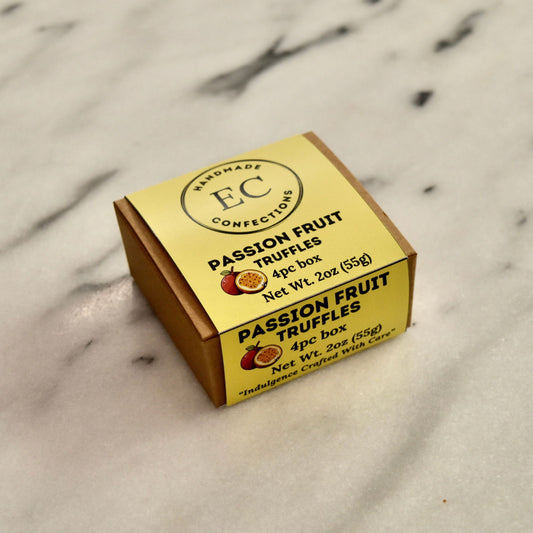 HANDMADE
EC
CONFECTIONS
PASSION FRUIT
TRUFFLES
4pc box
Net Wt. 2oz (55g)
PASSION FRUIT
TRUFFLES
4pc box
Net Wt. 2oz (55g)
"Indulgence Crafted With Care"